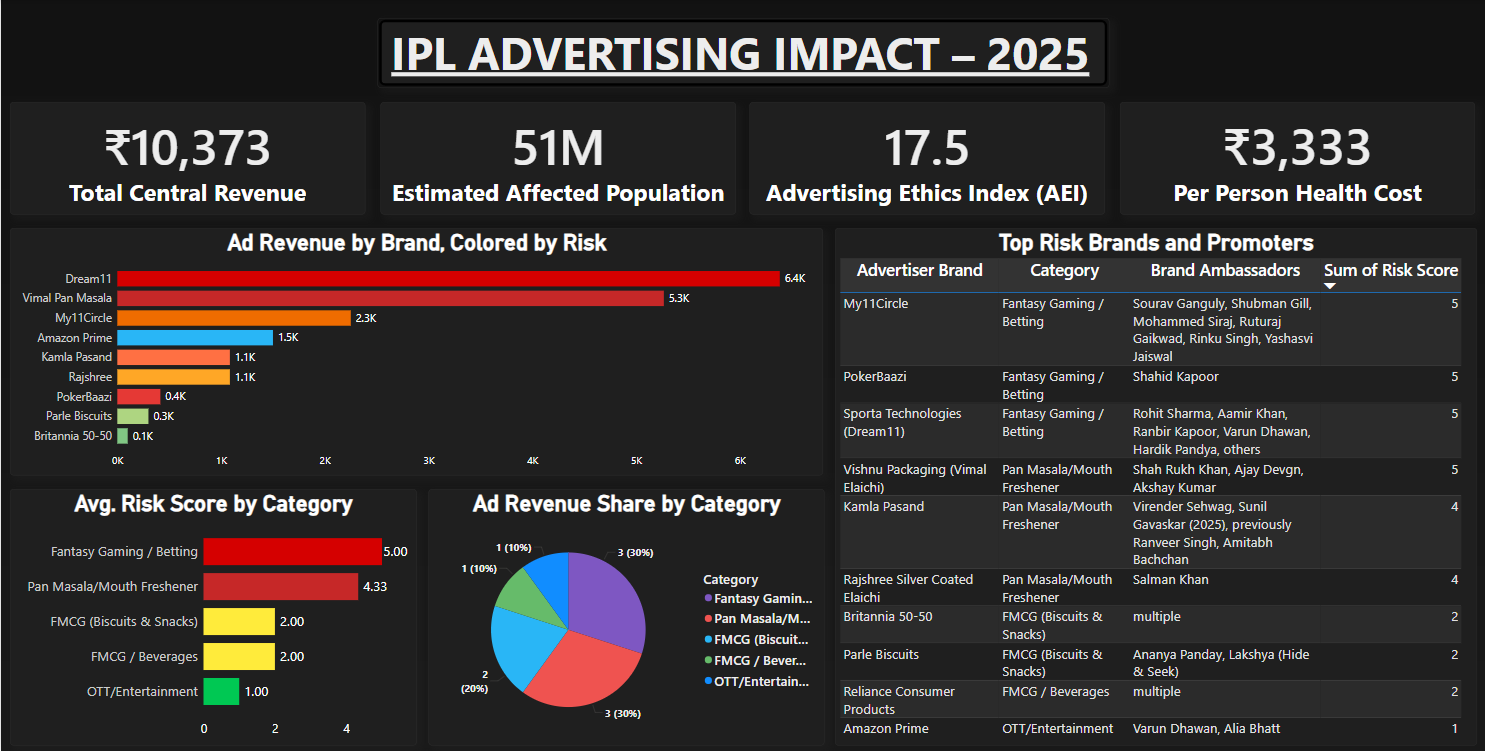 IPL ADVERTISING IMPACT – 2025
₹10,373
Total Central Revenue
51M
Estimated Affected Population
17.5
Advertising Ethics Index (AEI)
₹3,333
Per Person Health Cost
Ad Revenue by Brand, Colored by Risk
Dream11 6.4K
Vimal Pan Masala 5.3K
My11Circle 2.3K
Amazon Prime 1.5K
Kamla Pasand 1.1K
Rajshree 1.1K
PokerBaazi 0.4K
Parle Biscuits 0.3K
Britannia 50-50 0.1K
0K 1K 2K 3K 4K 5K 6K
Avg. Risk Score by Category
Fantasy Gaming / Betting 5.00
Pan Masala/Mouth Freshener 4.33
FMCG (Biscuits & Snacks) 2.00
FMCG / Beverages 2.00
OTT/Entertainment 1.00
0 2 4
Ad Revenue Share by Category
1 (10%)
3 (30%)
1 (10%)
2
(20%)
3 (30%)
Category
Fantasy Gamin...
Pan Masala/M...
FMCG (Biscuit...
FMCG / Bever...
OTT/Entertain...
Top Risk Brands and Promoters
Advertiser Brand Category Brand Ambassadors Sum of Risk Score
My11Circle Fantasy Gaming / Sourav Ganguly, Shubman Gill, 5
Betting Mohammed Siraj, Ruturaj
Gaikwad, Rinku Singh, Yashasvi
Jaiswal
PokerBaazi Fantasy Gaming / Shahid Kapoor 5
Betting
Sporta Technologies Fantasy Gaming / Rohit Sharma, Aamir Khan, 5
(Dream11) Betting Ranbir Kapoor, Varun Dhawan,
Hardik Pandya, others
Vishnu Packaging (Vimal Pan Masala/Mouth Shah Rukh Khan, Ajay Devgn, 5
Elaichi) Freshener Akshay Kumar
Kamla Pasand Pan Masala/Mouth Virender Sehwag, Sunil 4
Freshener Gavaskar (2025), previously
Ranveer Singh, Amitabh
Bachchan
Rajshree Silver Coated Pan Masala/Mouth Salman Khan 4
Elaichi Freshener
Britannia 50-50 FMCG (Biscuits & multiple 2
Snacks)
Parle Biscuits FMCG (Biscuits & Ananya Panday, Lakshya (Hide 2
Snacks) & Seek)
Reliance Consumer FMCG / Beverages multiple 2
Products
Amazon Prime OTT/Entertainment Varun Dhawan, Alia Bhatt 1